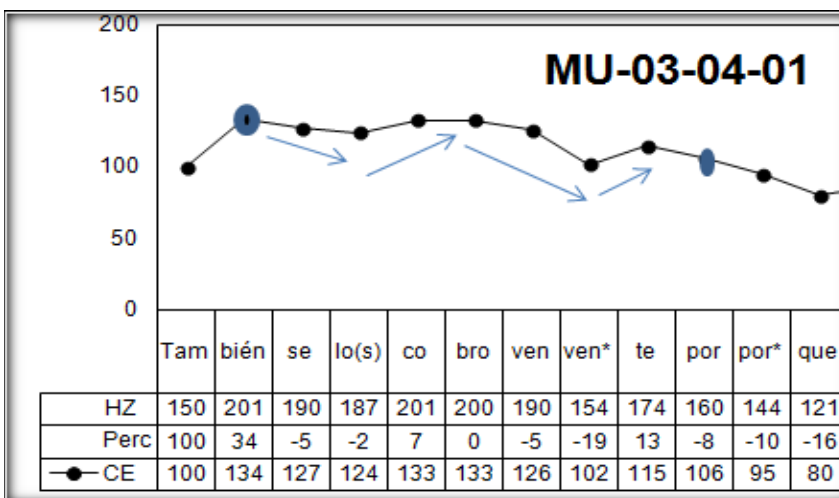 200
MU-03-04-01
150
100
50
0
Tam bién se lo(s) co bro ven ven* te por por* que
HZ 150 201 190 187 201 200 190 154 174 160 144 121
Perc 100 34 -5 -2 7 0 -5 -19 13 -8 -10 -16
CE 100 134 127 124 133 133 126 102 115 106 95 80